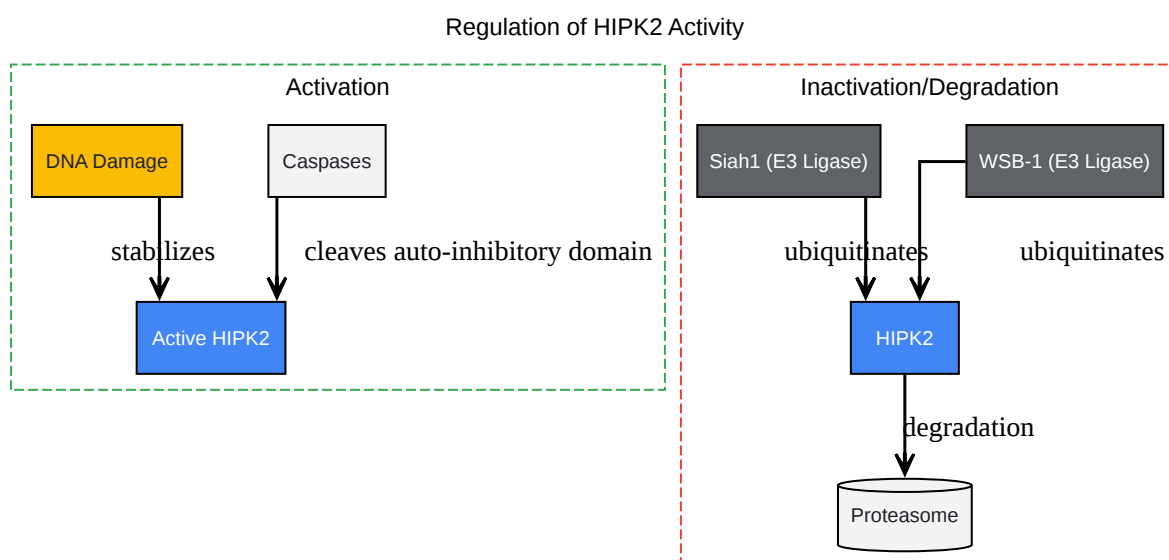 Regulation of HIPK2 Activity
Activation
DNA Damage
Caspases
stabilizes
cleaves auto-inhibitory domain
Active HIPK2
Inactivation/Degradation
Siah1 (E3 Ligase)
WSB-1 (E3 Ligase)
ubiquitinates
ubiquitinates
HIPK2
degradation
Proteasome